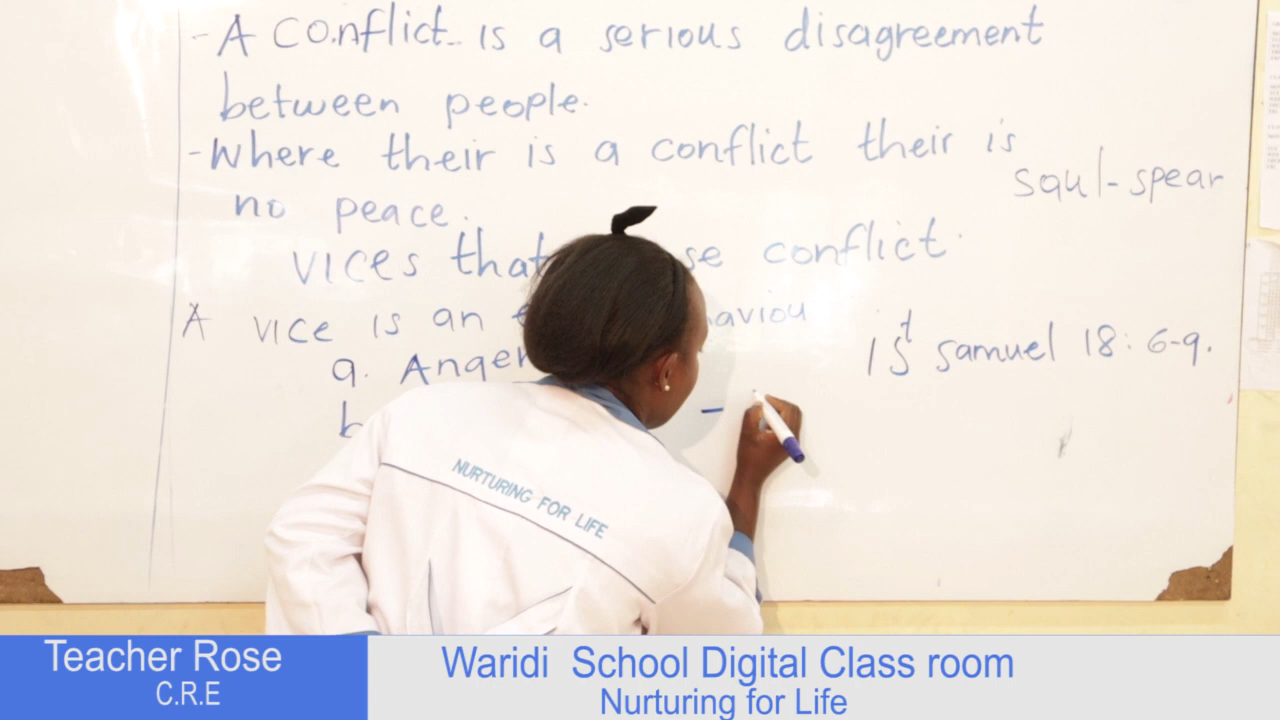 - A conflict is a serious disagreement
between people.
- Where their is a conflict their is
no peace.
saul - spear
vices that se conflict.
A vice is an aviou
a. Anger
b
-
1st samuel 18: 6-9.
NURTURING FOR LIFE
Teacher Rose
C.R.E
Waridi School Digital Class room
Nurturing for Life